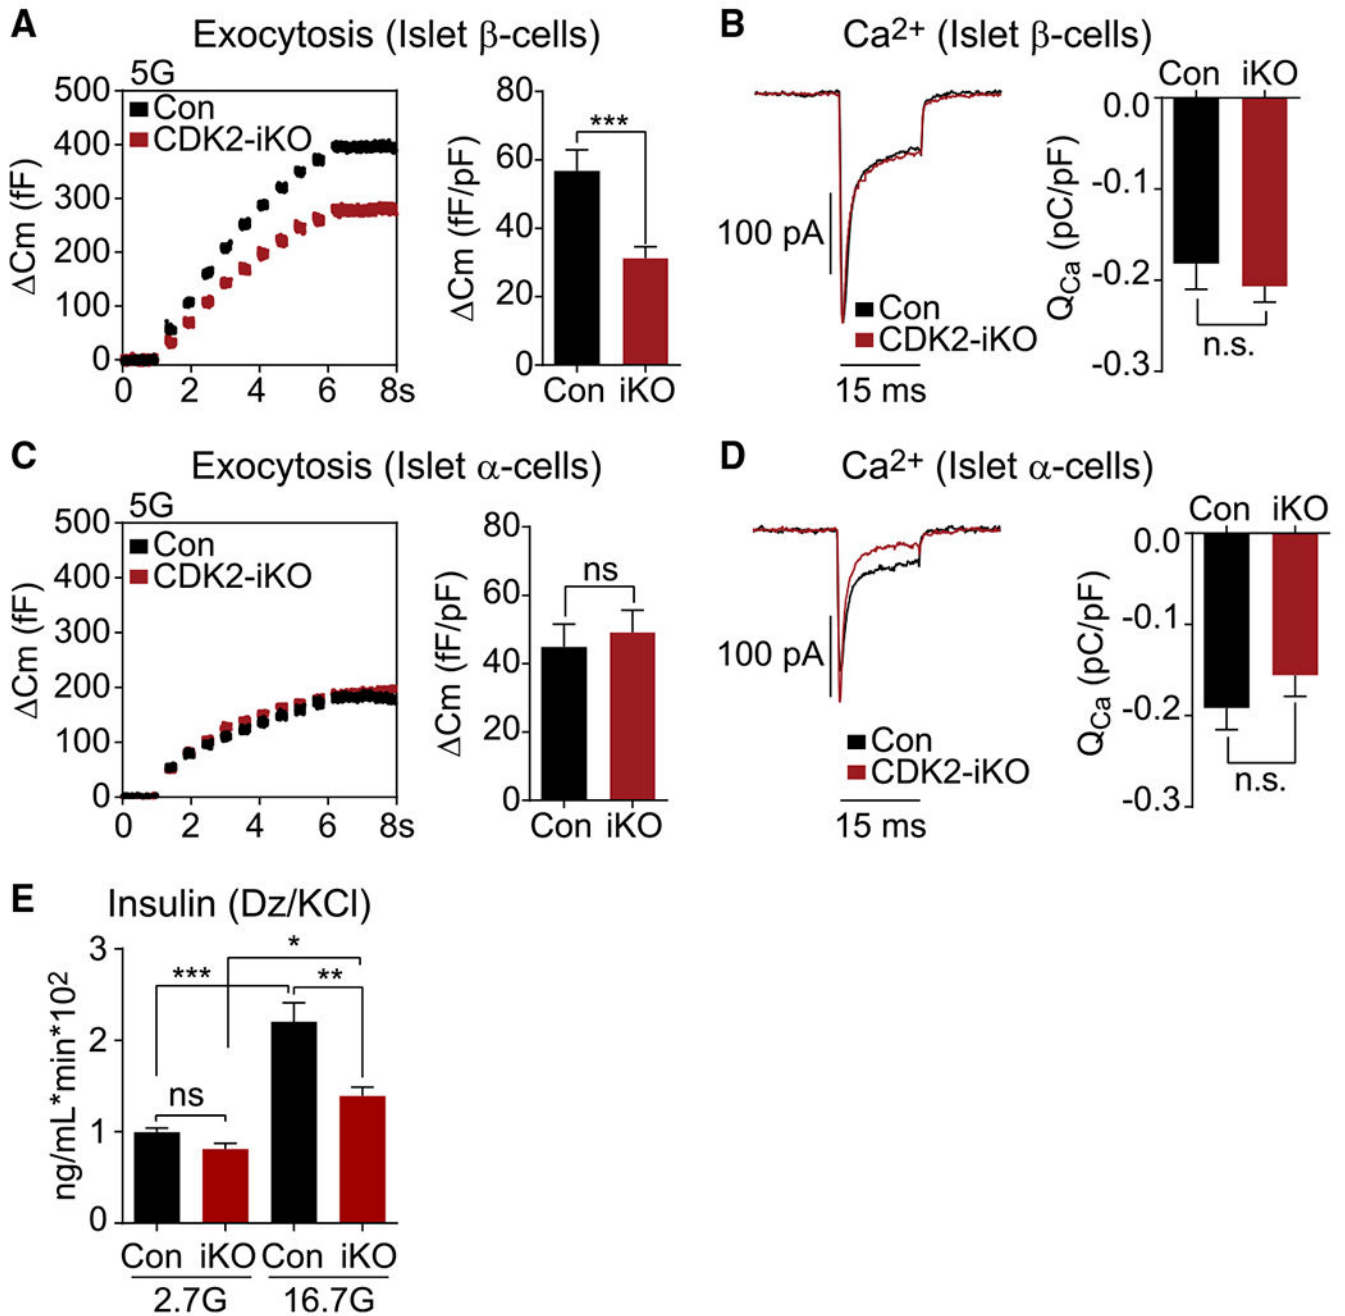 A
Exocytosis (Islet β-cells)
5G
Con
CDK2-iKO
ΔCm (fF)
500
400
300
200
100
0
0 2 4 6 8s
ΔCm (fF/pF)
80
60
40
20
0
***
Con iKO
B
Ca2+ (Islet β-cells)
100 pA
Con
CDK2-iKO
15 ms
Con iKO
QCa (pC/pF)
0.0
-0.1
-0.2
-0.3
n.s.
C
Exocytosis (Islet α-cells)
5G
Con
CDK2-iKO
ΔCm (fF)
500
400
300
200
100
0
0 2 4 6 8s
ΔCm (fF/pF)
80
60
40
20
0
ns
Con iKO
D
Ca2+ (Islet α-cells)
100 pA
Con
CDK2-iKO
15 ms
Con iKO
QCa (pC/pF)
0.0
-0.1
-0.2
-0.3
n.s.
E
Insulin (Dz/KCl)
ng/mL*min*102
3
2
1
0
*
***
**
ns
Con iKO Con iKO
2.7G 16.7G